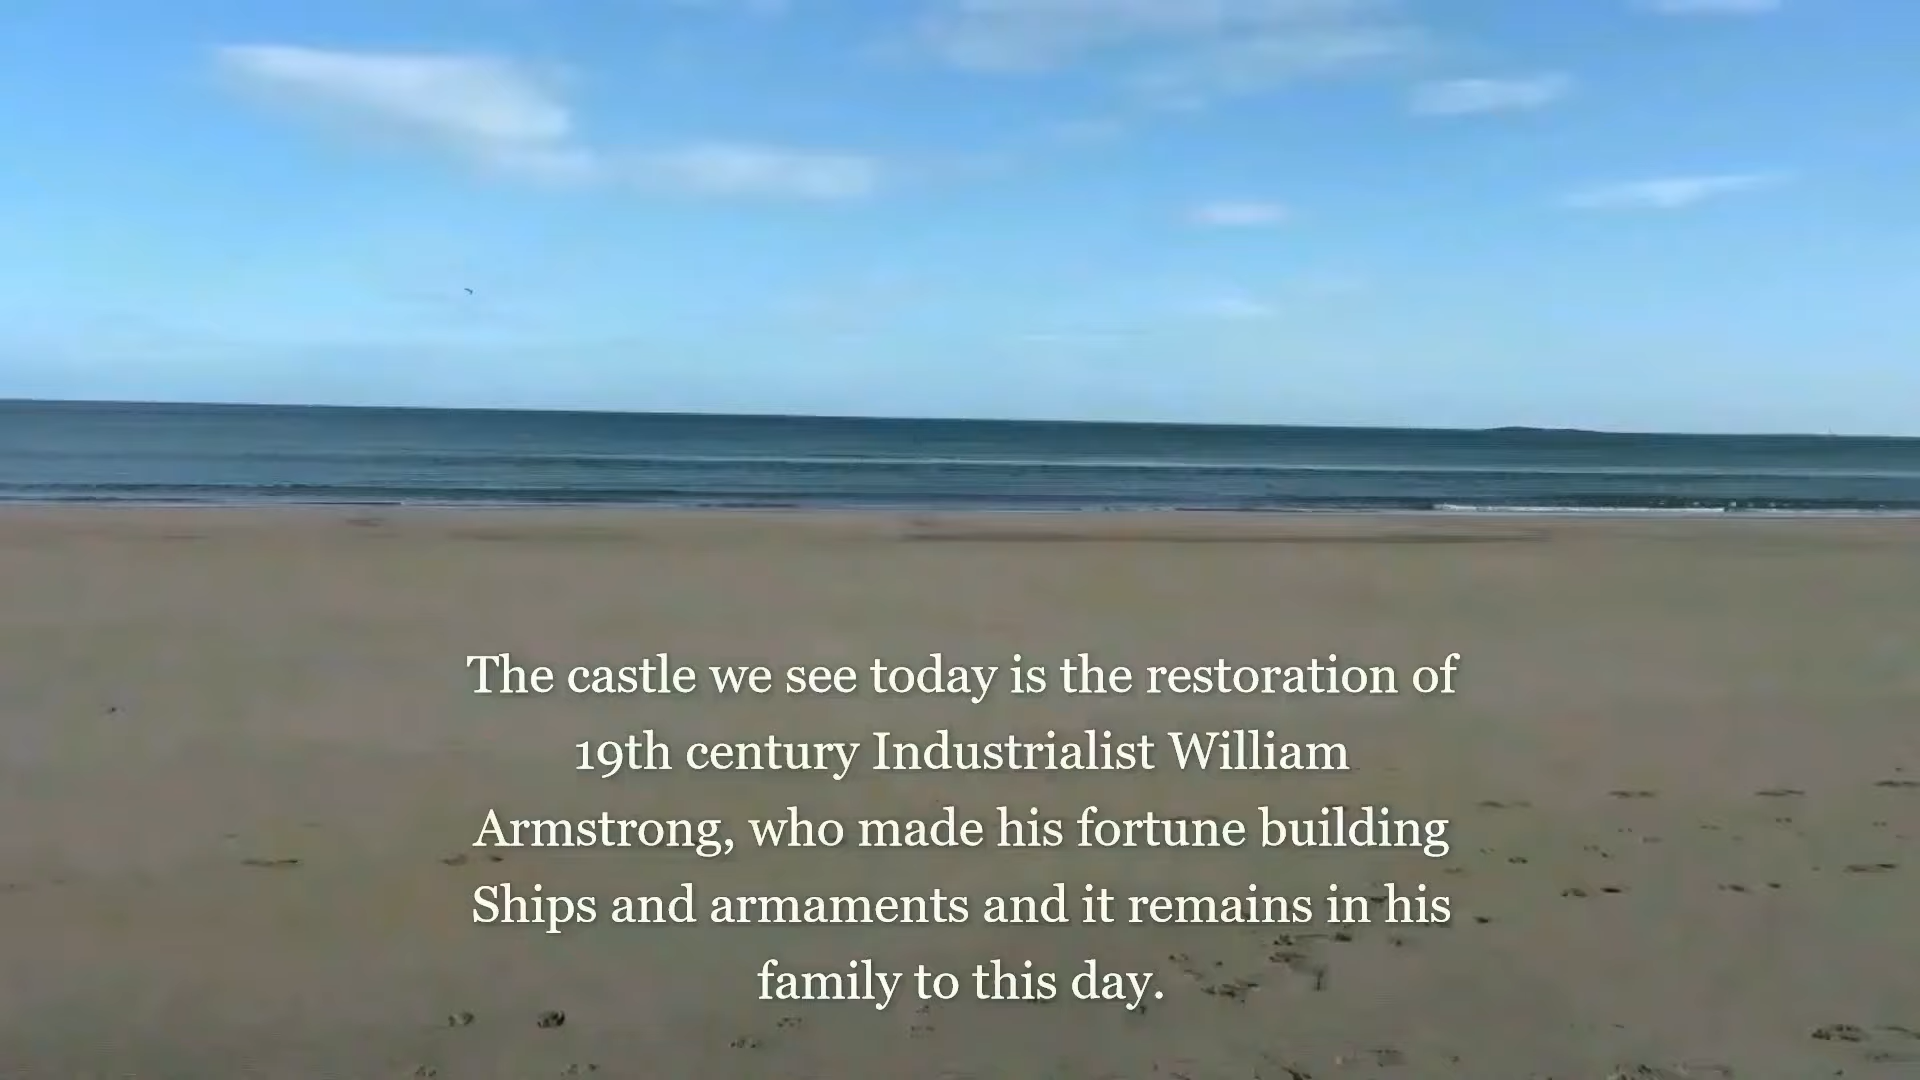 The castle we see today is the restoration of
19th century Industrialist William
Armstrong, who made his fortune building
Ships and armaments and it remains in his
family to this day.